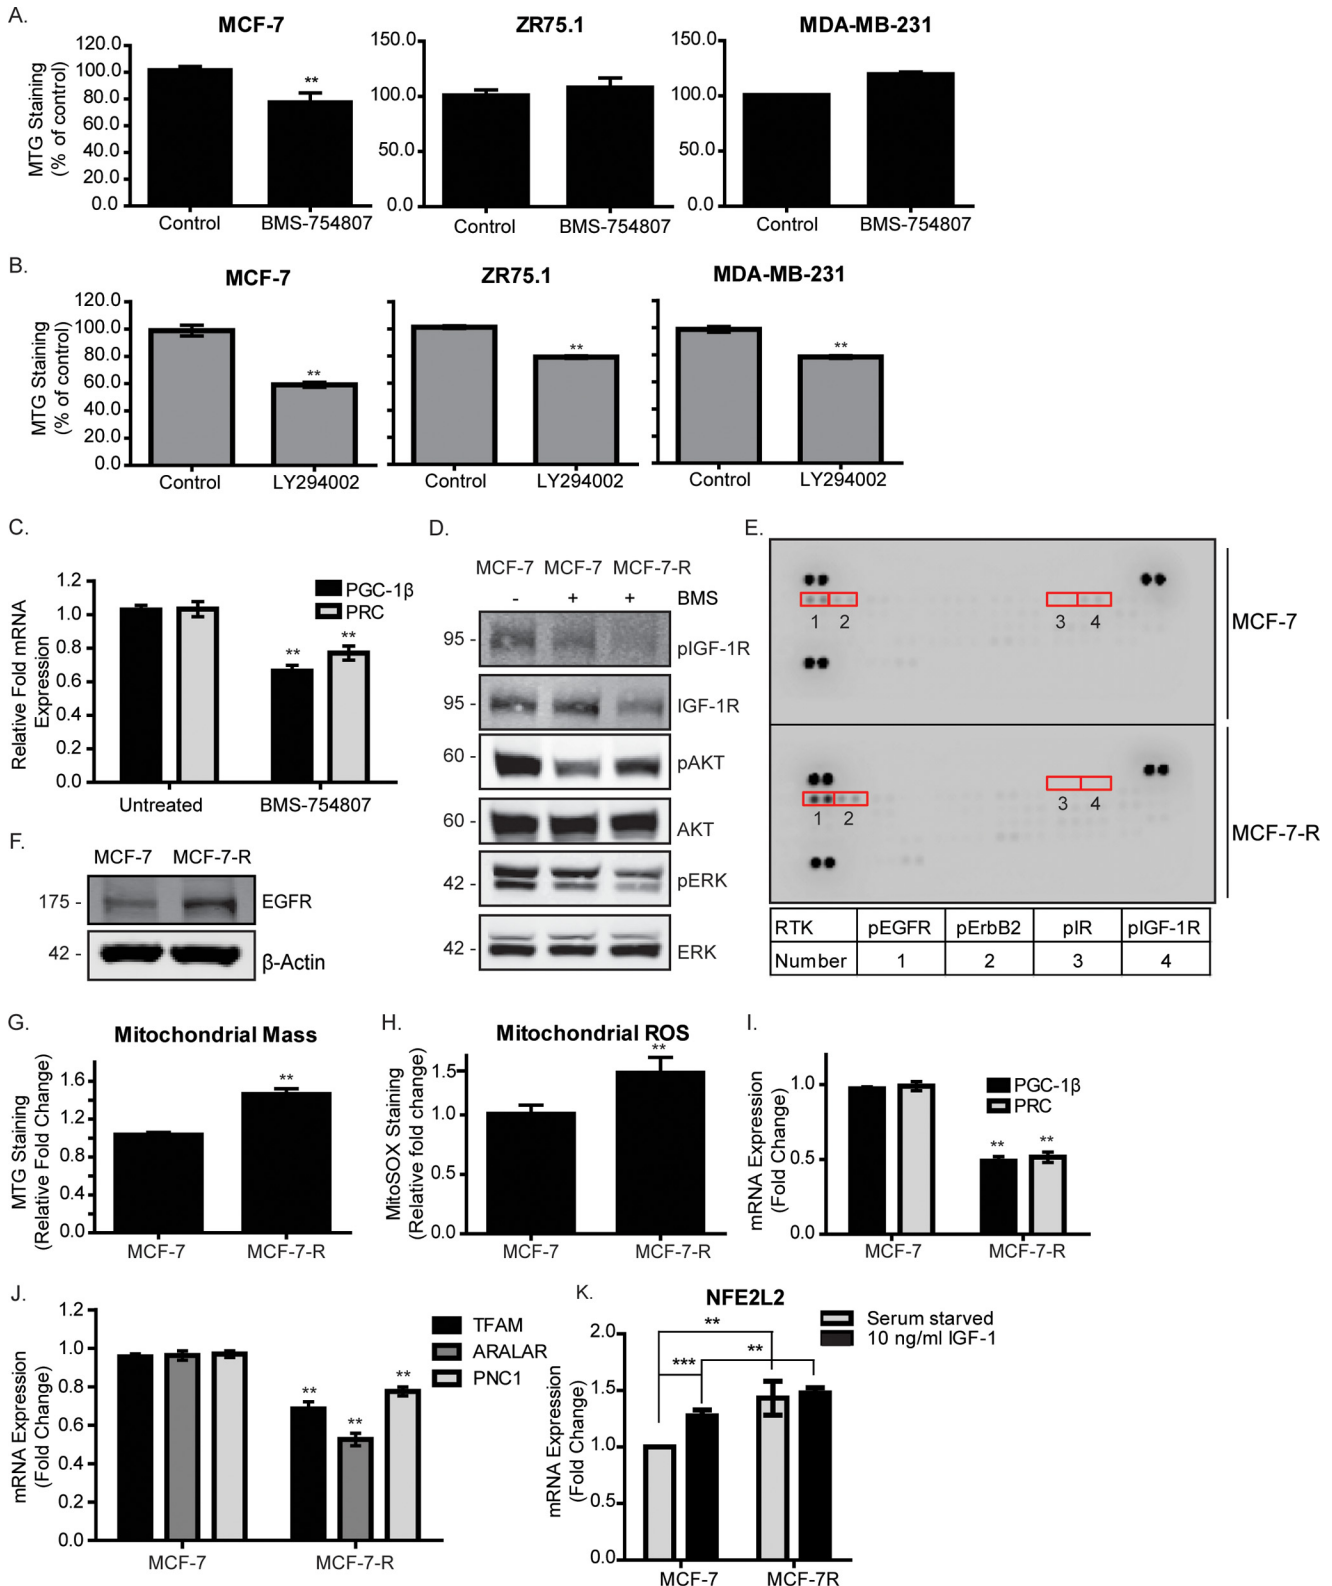 A.
MCF-7
ZR75.1
MDA-MB-231
MTG Staining
(% of control)
120.0
100.0
80.0
60.0
40.0
20.0
0.0
150.0
100.0
50.0
0.0
150.0
100.0
50.0
0.0
**
Control
BMS-754807
Control
BMS-754807
Control
BMS-754807
B.
MCF-7
ZR75.1
MDA-MB-231
MTG Staining
(% of control)
120.0
100.0
80.0
60.0
40.0
20.0
0.0
**
**
**
Control
LY294002
Control
LY294002
Control
LY294002
C.
Relative Fold mRNA
Expression
1.2
1.0
0.8
0.6
0.4
0.2
0.0
PGC-1β
PRC
**
**
Untreated
BMS-754807
D.
MCF-7 MCF-7 MCF-7-R
- + + BMS
95 - pIGF-1R
95 - IGF-1R
60 - pAKT
60 - AKT
42 - pERK
42 - ERK
E.
1 2
3 4
MCF-7
1 2
3 4
MCF-7-R
RTK pEGFR pErbB2 pIR pIGF-1R
Number 1 2 3 4
F.
MCF-7 MCF-7-R
175 - EGFR
42 - β-Actin
G.
Mitochondrial Mass
MTG Staining
(Relative Fold Change)
1.6
1.2
0.8
0.4
0.0
**
MCF-7
MCF-7-R
H.
Mitochondrial ROS
MitoSOX Staining
(Relative fold change)
1.5
1.0
0.5
0.0
**
MCF-7
MCF-7-R
I.
mRNA Expression
(Fold Change)
1.0
0.5
0.0
PGC-1β
PRC
**
**
MCF-7
MCF-7-R
J.
mRNA Expression
(Fold Change)
1.2
1.0
0.8
0.6
0.4
0.2
0.0
TFAM
ARALAR
PNC1
**
**
**
MCF-7
MCF-7-R
K.
NFE2L2
Serum starved
10 ng/ml IGF-1
mRNA Expression
(Fold Change)
2.0
1.5
1.0
0.5
0.0
**
**
***
MCF-7
MCF-7R